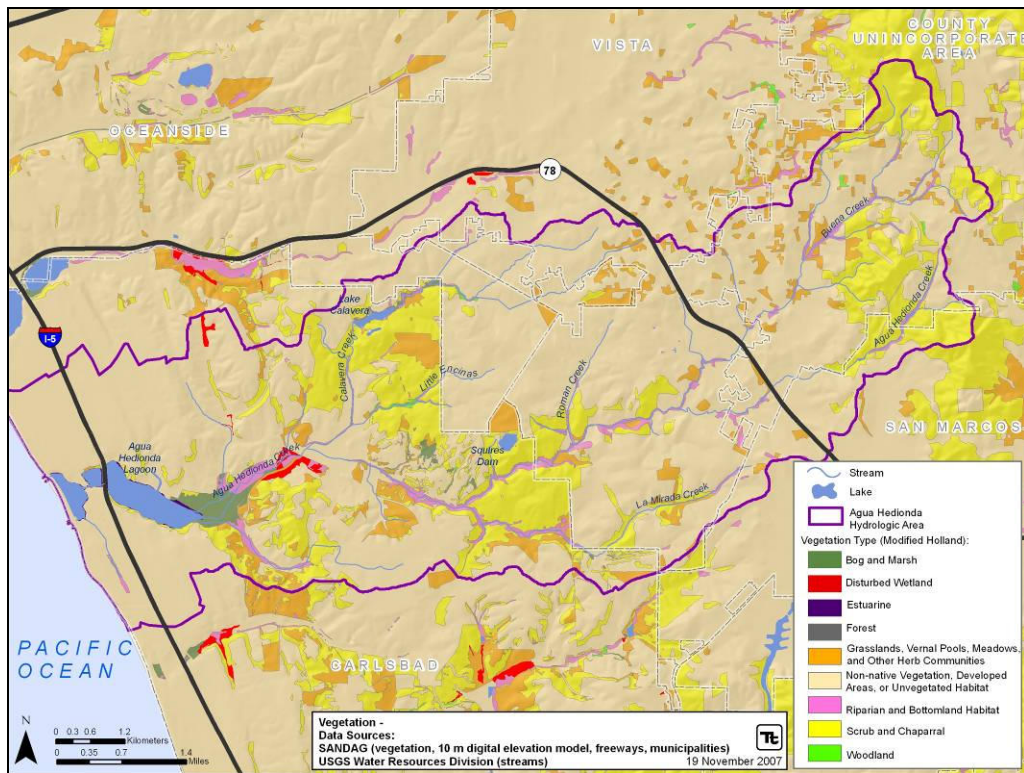 COUNTY
UNINCORPORATE
AREA
VISTA
OCEANSIDE
78
Buena Creek
Agua Hedionda Creek
Lake
Calavera
I-5
Calavera Creek
Little Encinas
Roman Creek
SAN MARCOS
Agua
Hedionda
Lagoon
Agua Hedionda Creek
Squires
Dam
La Mirada Creek
PACIFIC
OCEAN
CARLSBAD
Stream
Lake
Agua Hedionda
Hydrologic Area
Vegetation Type (Modified Holland):
Bog and Marsh
Disturbed Wetland
Estuarine
Forest
Grasslands, Vernal Pools, Meadows,
and Other Herb Communities
Non-native Vegetation, Developed
Areas, or Unvegetated Habitat
Riparian and Bottomland Habitat
Scrub and Chaparral
Woodland
N
0 0.3 0.6 1.2
Kilometers
0 0.35 0.7 1.4
Miles
Vegetation -
Data Sources:
SANDAG (vegetation, 10 m digital elevation model, freeways, municipalities)
USGS Water Resources Division (streams)
Tt
19 November 2007